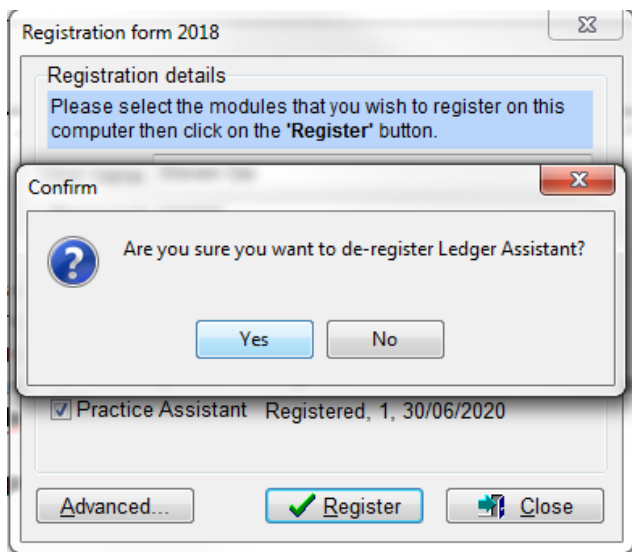 Registration form 2018
Registration details
Please select the modules that you wish to register on this
computer then click on the 'Register' button.
Confirm
Are you sure you want to de-register Ledger Assistant?
Yes
No
Practice Assistant Registered, 1, 30/06/2020
Advanced...
Register
Close